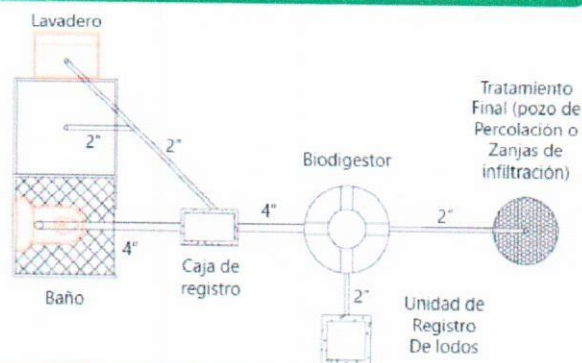 Lavadero
2"
2"
4"
Baño
Caja de
registro
4"
Biodigestor
2"
Unidad de
Registro
De lodos
2"
Tratamiento
Final (pozo de
Percolación o
Zanjas de
infiltración)